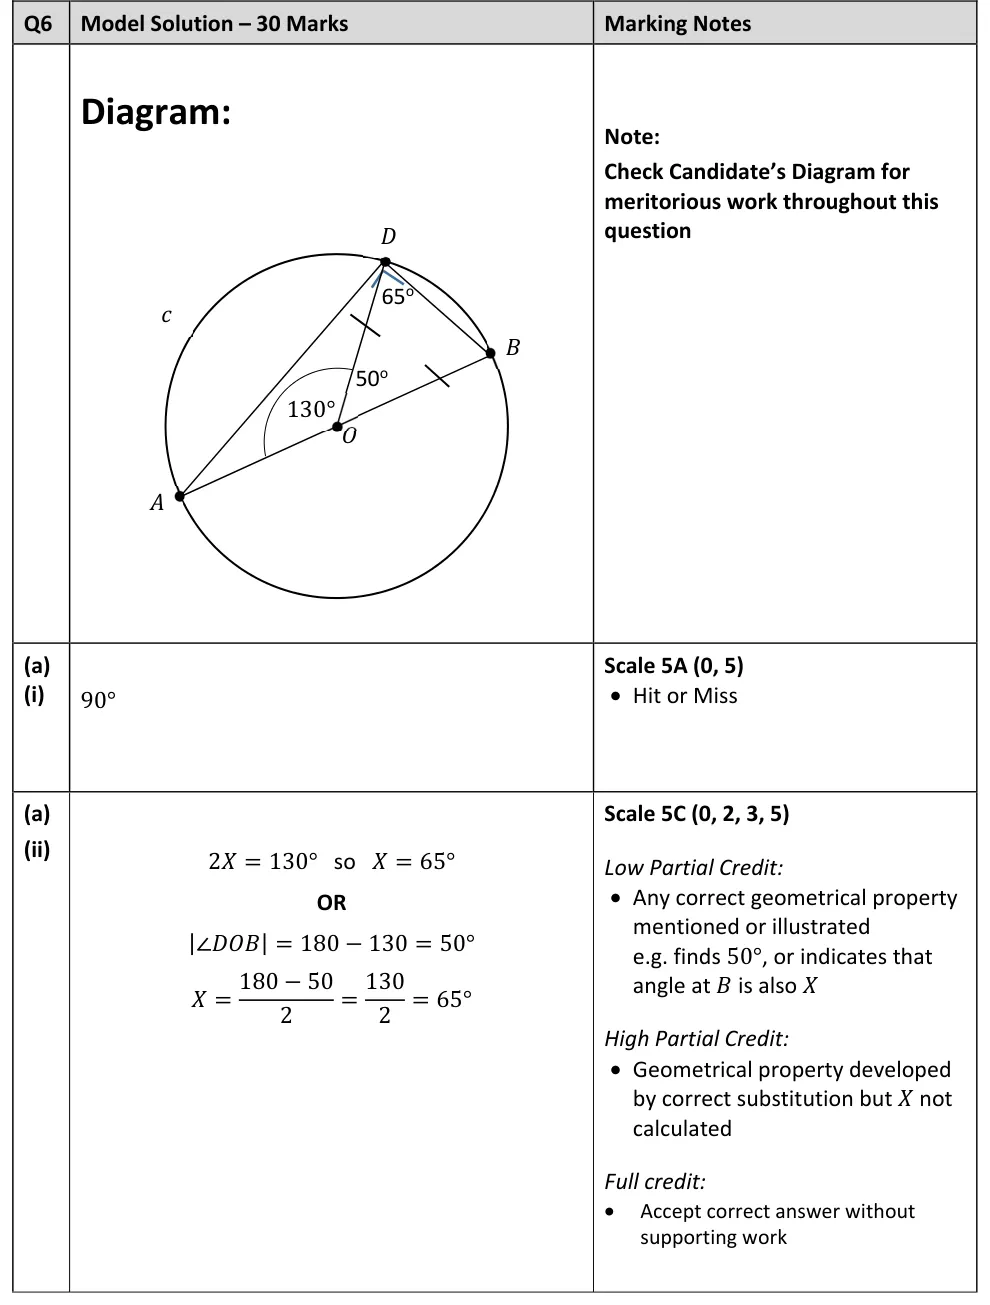 Q6 Model Solution – 30 Marks Marking Notes
Diagram:
Note:
Check Candidate’s Diagram for
meritorious work throughout this
question
D
65º
c
B
50º
130°
O
A
(a)
(i)
90°
Scale 5A (0, 5)
• Hit or Miss
(a)
(ii)
2X = 130° so X = 65°
OR
|∠DOB| = 180 − 130 = 50°
X = (180 − 50)/2 = 130/2 = 65°
Scale 5C (0, 2, 3, 5)
Low Partial Credit:
• Any correct geometrical property
mentioned or illustrated
e.g. finds 50°, or indicates that
angle at B is also X
High Partial Credit:
• Geometrical property developed
by correct substitution but X not
calculated
Full credit:
• Accept correct answer without
supporting work